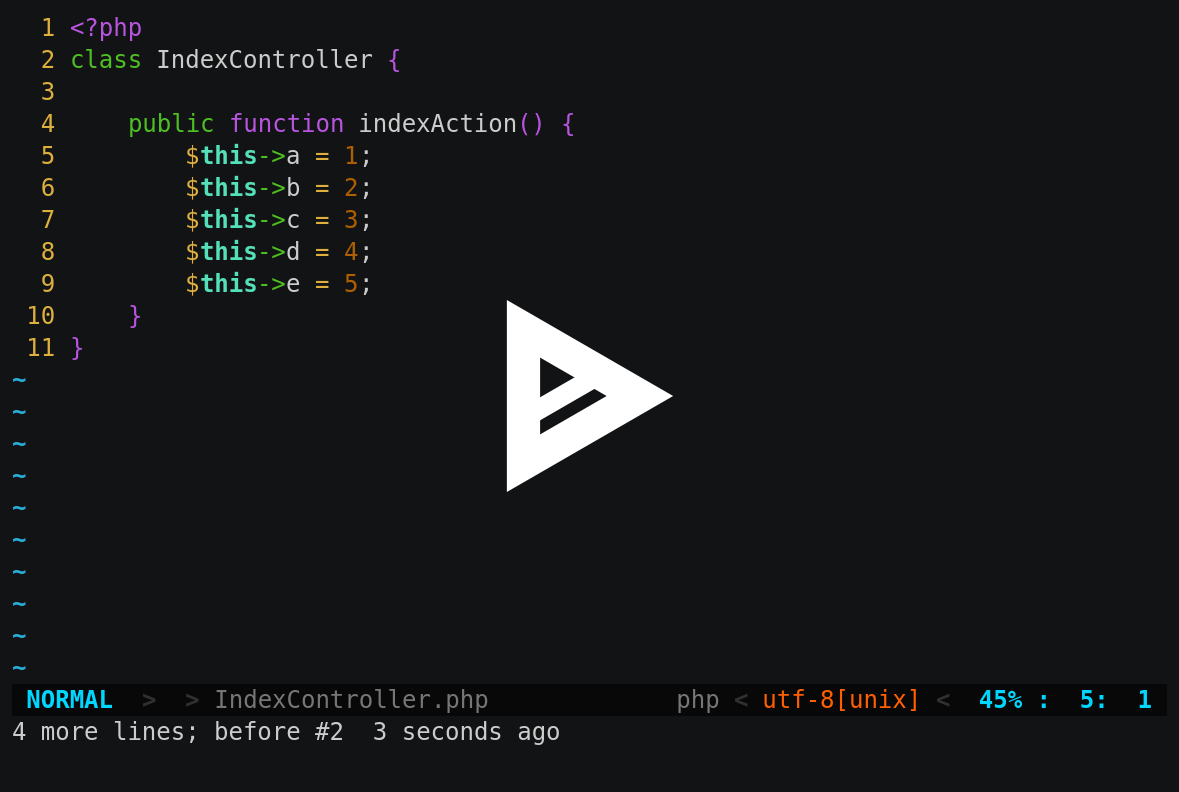 1 <?php
2 class IndexController {
3
4     public function indexAction() {
5         $this->a = 1;
6         $this->b = 2;
7         $this->c = 3;
8         $this->d = 4;
9         $this->e = 5;
10     }
11 }
~
~
~
~
~
~
~
~
~
~
NORMAL  >  > IndexController.php             php < utf-8[unix] <  45% :  5:  1
4 more lines; before #2  3 seconds ago